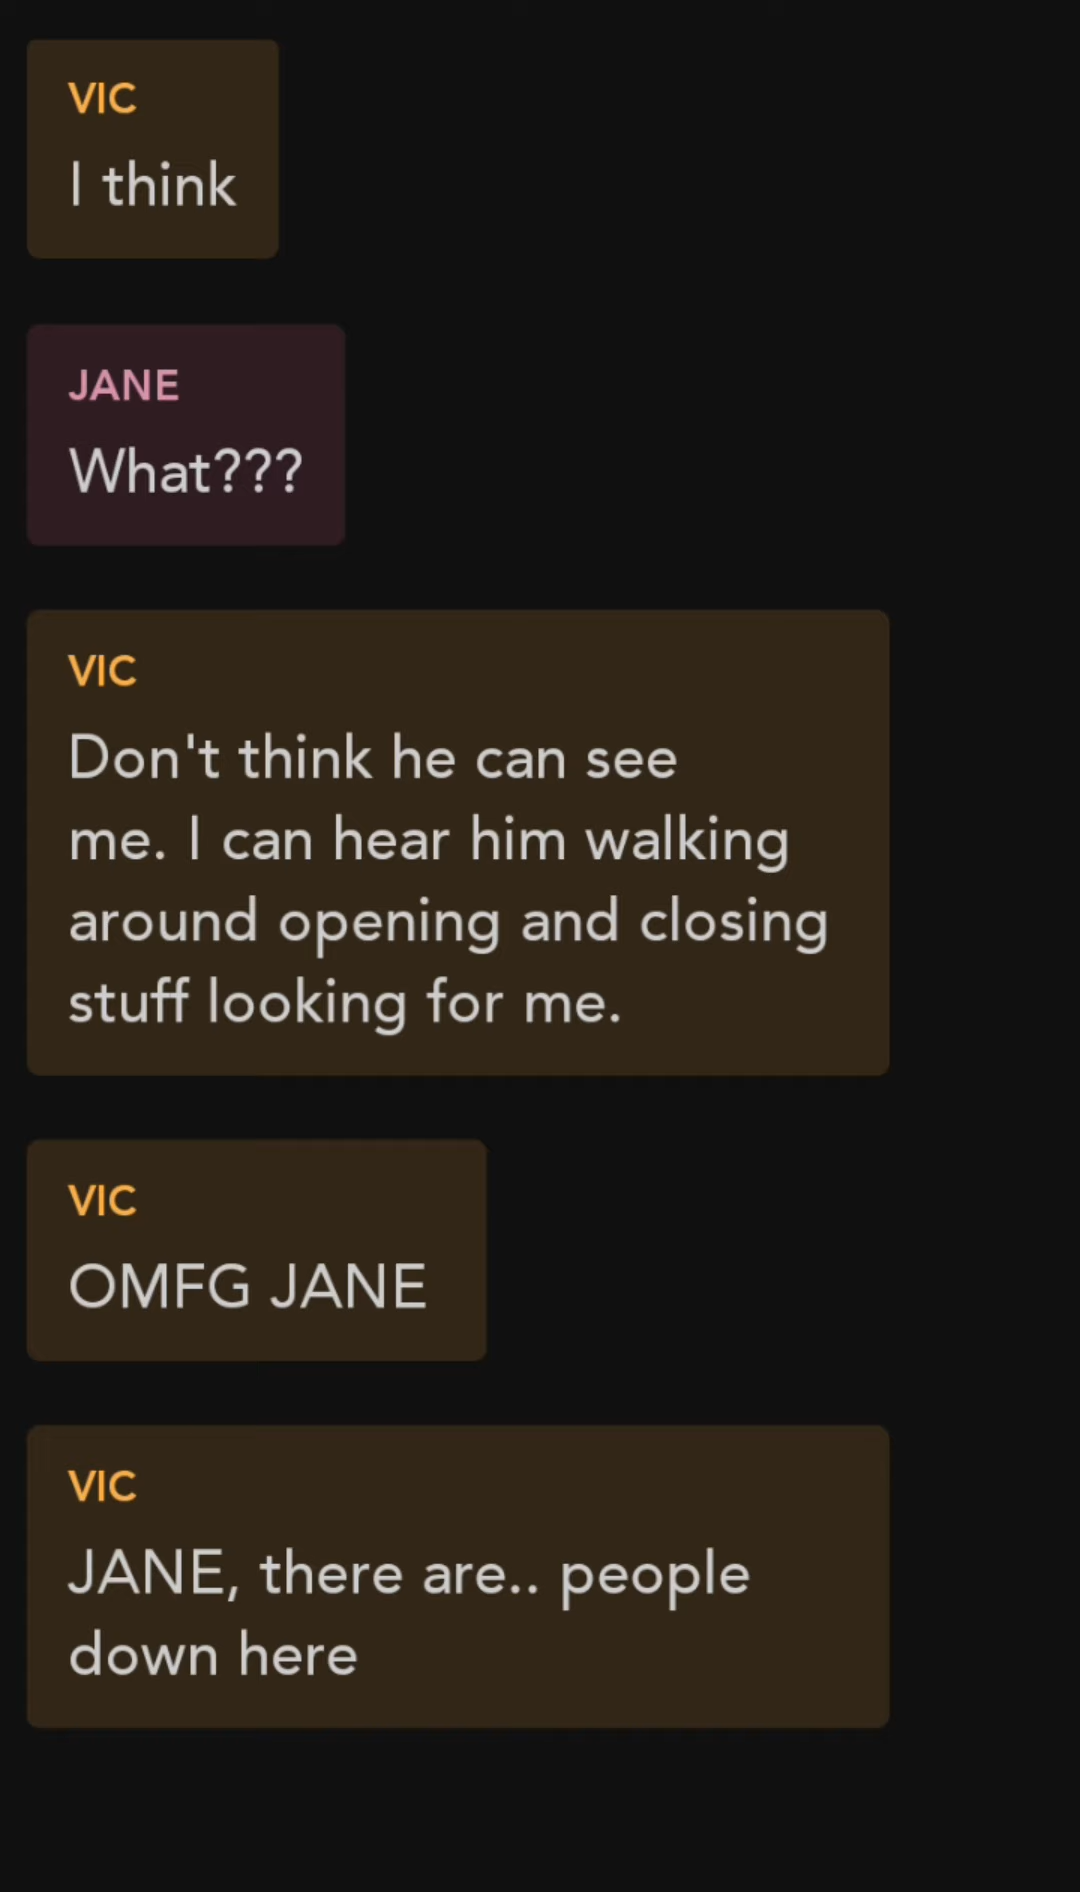 VIC
I think
JANE
What???
VIC
Don't think he can see
me. I can hear him walking
around opening and closing
stuff looking for me.
VIC
OMFG JANE
VIC
JANE, there are.. people
down here